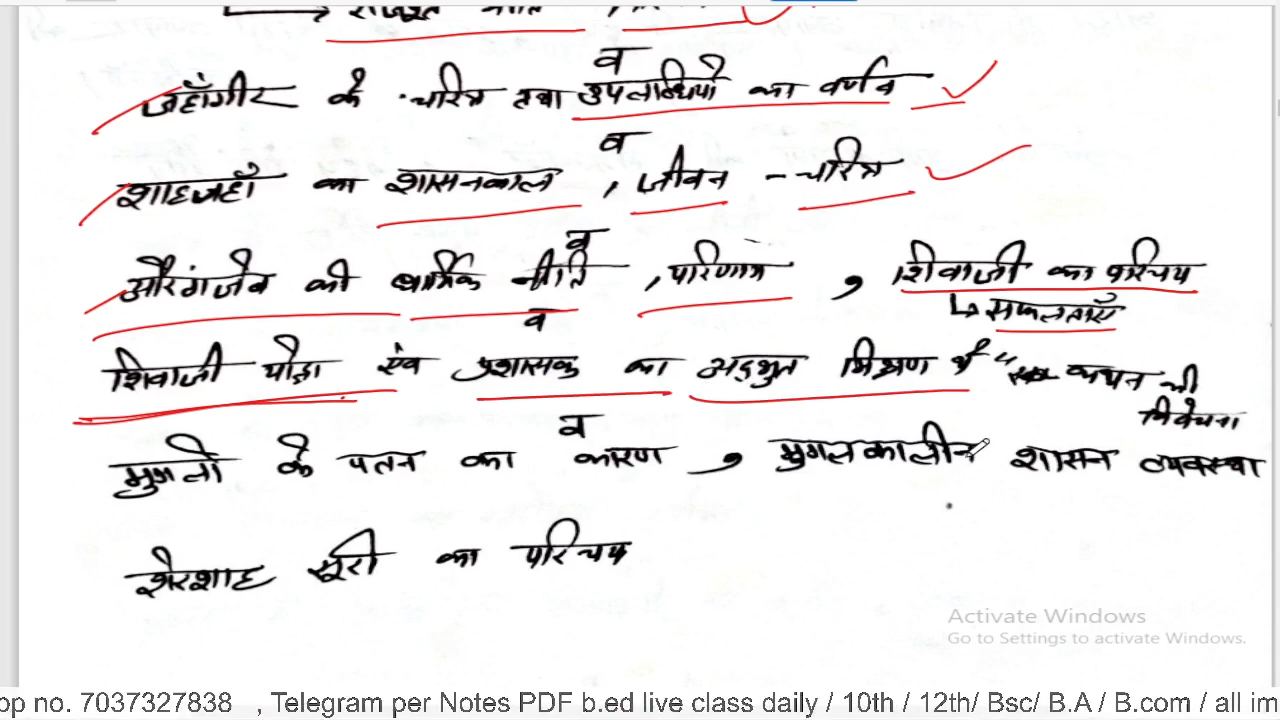 व
जहाँगीर के चरित्र तथा उपलब्धियों का वर्णन
व
शाहजहाँ का शासनकाल , जीवन - चरित्र
व
औरंगजेब की धार्मिक नीति , परिणाम , शिवाजी का परिचय
↳ सफलताएँ
व
शिवाजी योद्धा एंव प्रशासक का अद्भुत मिश्रण थे" कथन की
विवेचना
व
मुगलो के पतन का कारण , मुगलकालीन शासन व्यवस्था
शेरशाह सूरी का परिचय
Activate Windows
Go to Settings to activate Windows.
pp no. 7037327838 , Telegram per Notes PDF b.ed live class daily / 10th / 12th/ Bsc/ B.A / B.com / all im